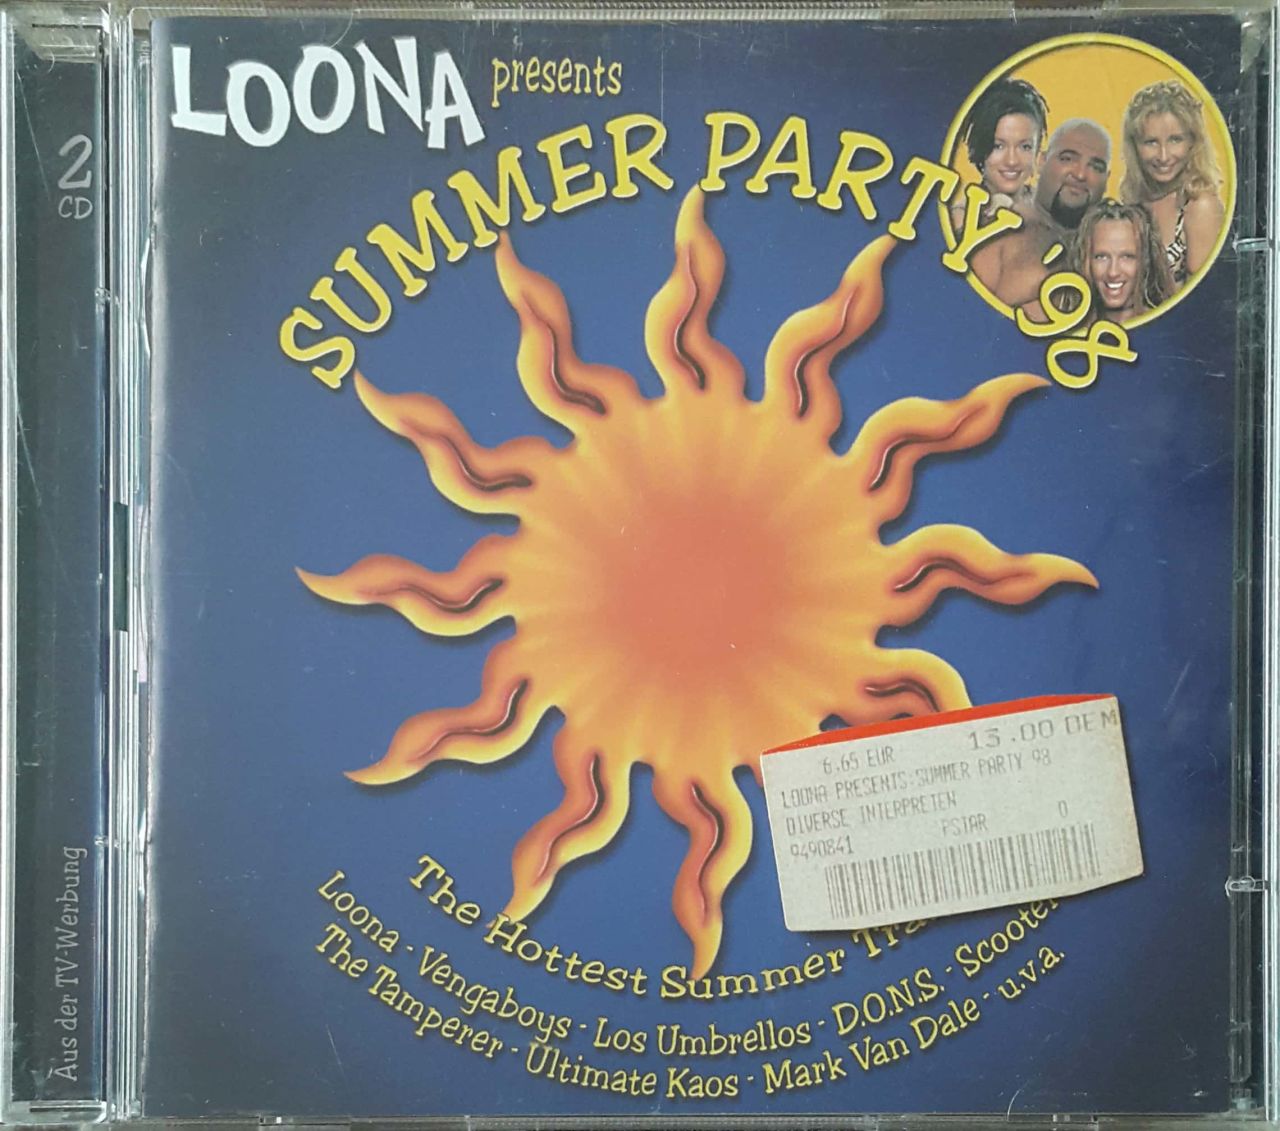 LOONA presents
SUMMER PARTY '98
2
CD
Aus der TV-Werbung
6.65 EUR 13.00 DEM
LOONA PRESENTS:SUMMER PARTY 98
DIVERSE INTERPRETEN
PSTAR 0
9490841
The Hottest Summer
Loona · Vengaboys · Los Umbrellos · D.O.N.S. · Scooter
The Tamperer · Ultimate Kaos · Mark Van Dale · u.v.a.